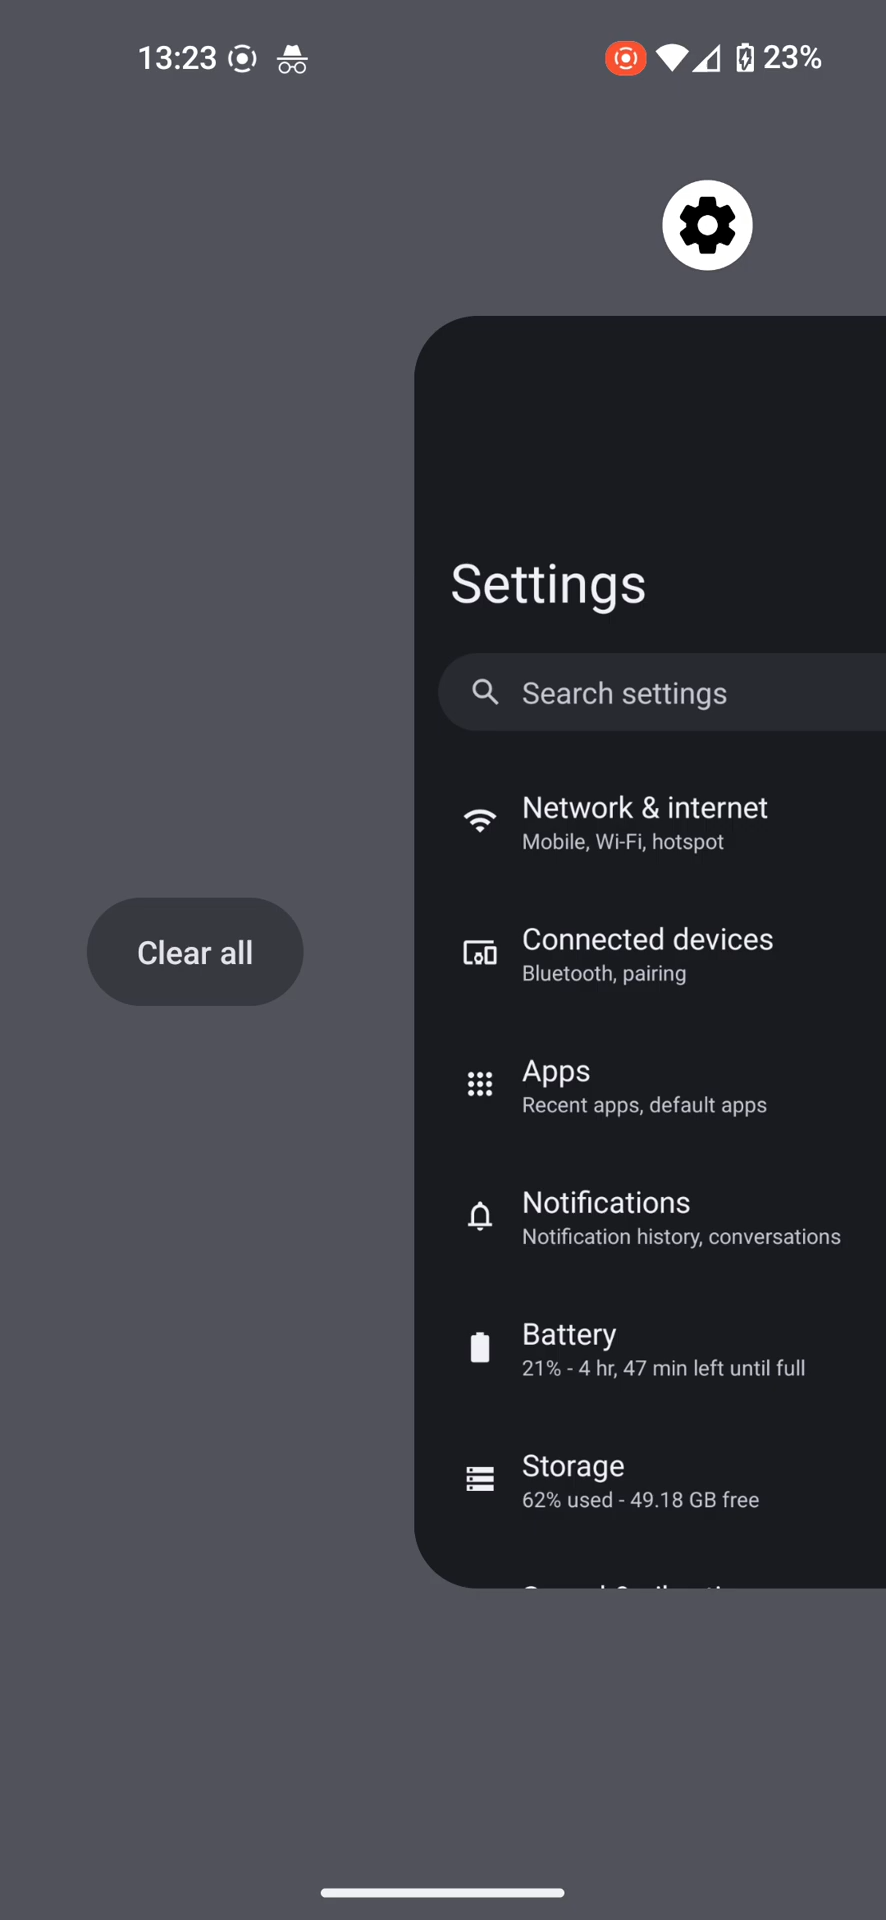 13:23
23%
Settings
Search settings
Network & internet
Mobile, Wi-Fi, hotspot
Connected devices
Bluetooth, pairing
Clear all
Apps
Recent apps, default apps
Notifications
Notification history, conversations
Battery
21% - 4 hr, 47 min left until full
Storage
62% used - 49.18 GB free